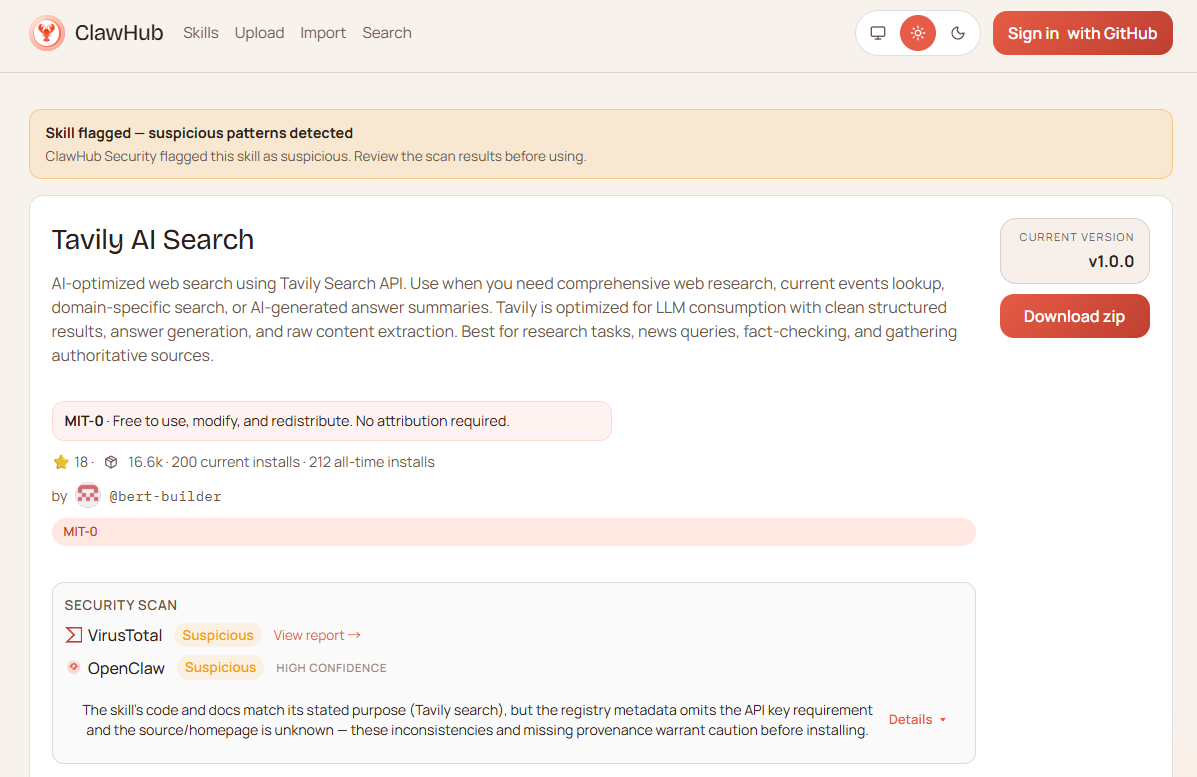 ClawHub Skills Upload Import Search Sign in with GitHub
Skill flagged — suspicious patterns detected
ClawHub Security flagged this skill as suspicious. Review the scan results before using.
Tavily AI Search
AI-optimized web search using Tavily Search API. Use when you need comprehensive web research, current events lookup,
domain-specific search, or AI-generated answer summaries. Tavily is optimized for LLM consumption with clean structured
results, answer generation, and raw content extraction. Best for research tasks, news queries, fact-checking, and gathering
authoritative sources.
CURRENT VERSION
v1.0.0
Download zip
MIT-0 · Free to use, modify, and redistribute. No attribution required.
18 · 16.6k · 200 current installs · 212 all-time installs
by @bert-builder
MIT-0
SECURITY SCAN
VirusTotal Suspicious View report →
OpenClaw Suspicious HIGH CONFIDENCE
The skill's code and docs match its stated purpose (Tavily search), but the registry metadata omits the API key requirement
and the source/homepage is unknown — these inconsistencies and missing provenance warrant caution before installing.
Details